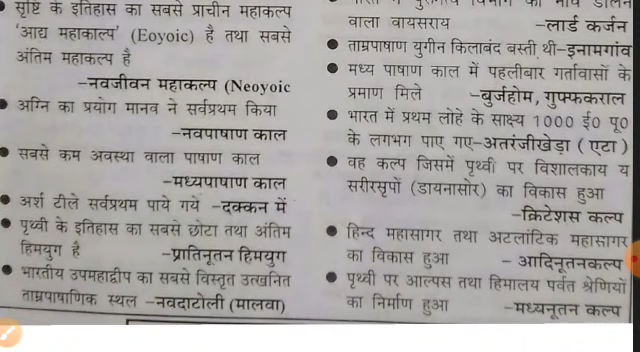 सृष्टि के इतिहास का सबसे प्राचीन महाकल्प
'आद्य महाकाल्प' (Eoyoic) है तथा सबसे
अंतिम महाकल्प है
–नवजीवन महाकल्प (Neoyoic
अग्नि का प्रयोग मानव ने सर्वप्रथम किया
–नवपाषाण काल
सबसे कम अवस्था वाला पाषाण काल
–मध्यपाषाण काल
अर्श टीले सर्वप्रथम पाये गये –दक्कन में
पृथ्वी के इतिहास का सबसे छोटा तथा अंतिम
हिमयुग है –प्रातिनूतन हिमयुग
भारतीय उपमहाद्वीप का सबसे विस्तृत उत्खनित
ताम्रपाषाणिक स्थल –नवदाटोली (मालवा)
वाला वायसराय –लार्ड कर्जन
ताम्रपाषाण युगीन किलाबंद बस्ती थी–इनामगांव
मध्य पाषाण काल में पहलीबार गर्तावासों के
प्रमाण मिले –बुर्जहोम, गुफ्फकराल
भारत में प्रथम लोहे के साक्ष्य 1000 ई० पू०
के लगभग पाए गए–अतरंजीखेड़ा (एटा)
वह कल्प जिसमें पृथ्वी पर विशालकाय य
सरीसृपों (डायनासोर) का विकास हुआ
–क्रिटेशस कल्प
हिन्द महासागर तथा अटलांटिक महासागर
का विकास हुआ – आदिनूतनकल्प
पृथ्वी पर आल्पस तथा हिमालय पर्वत श्रेणियों
का निर्माण हुआ –मध्यनूतन कल्प